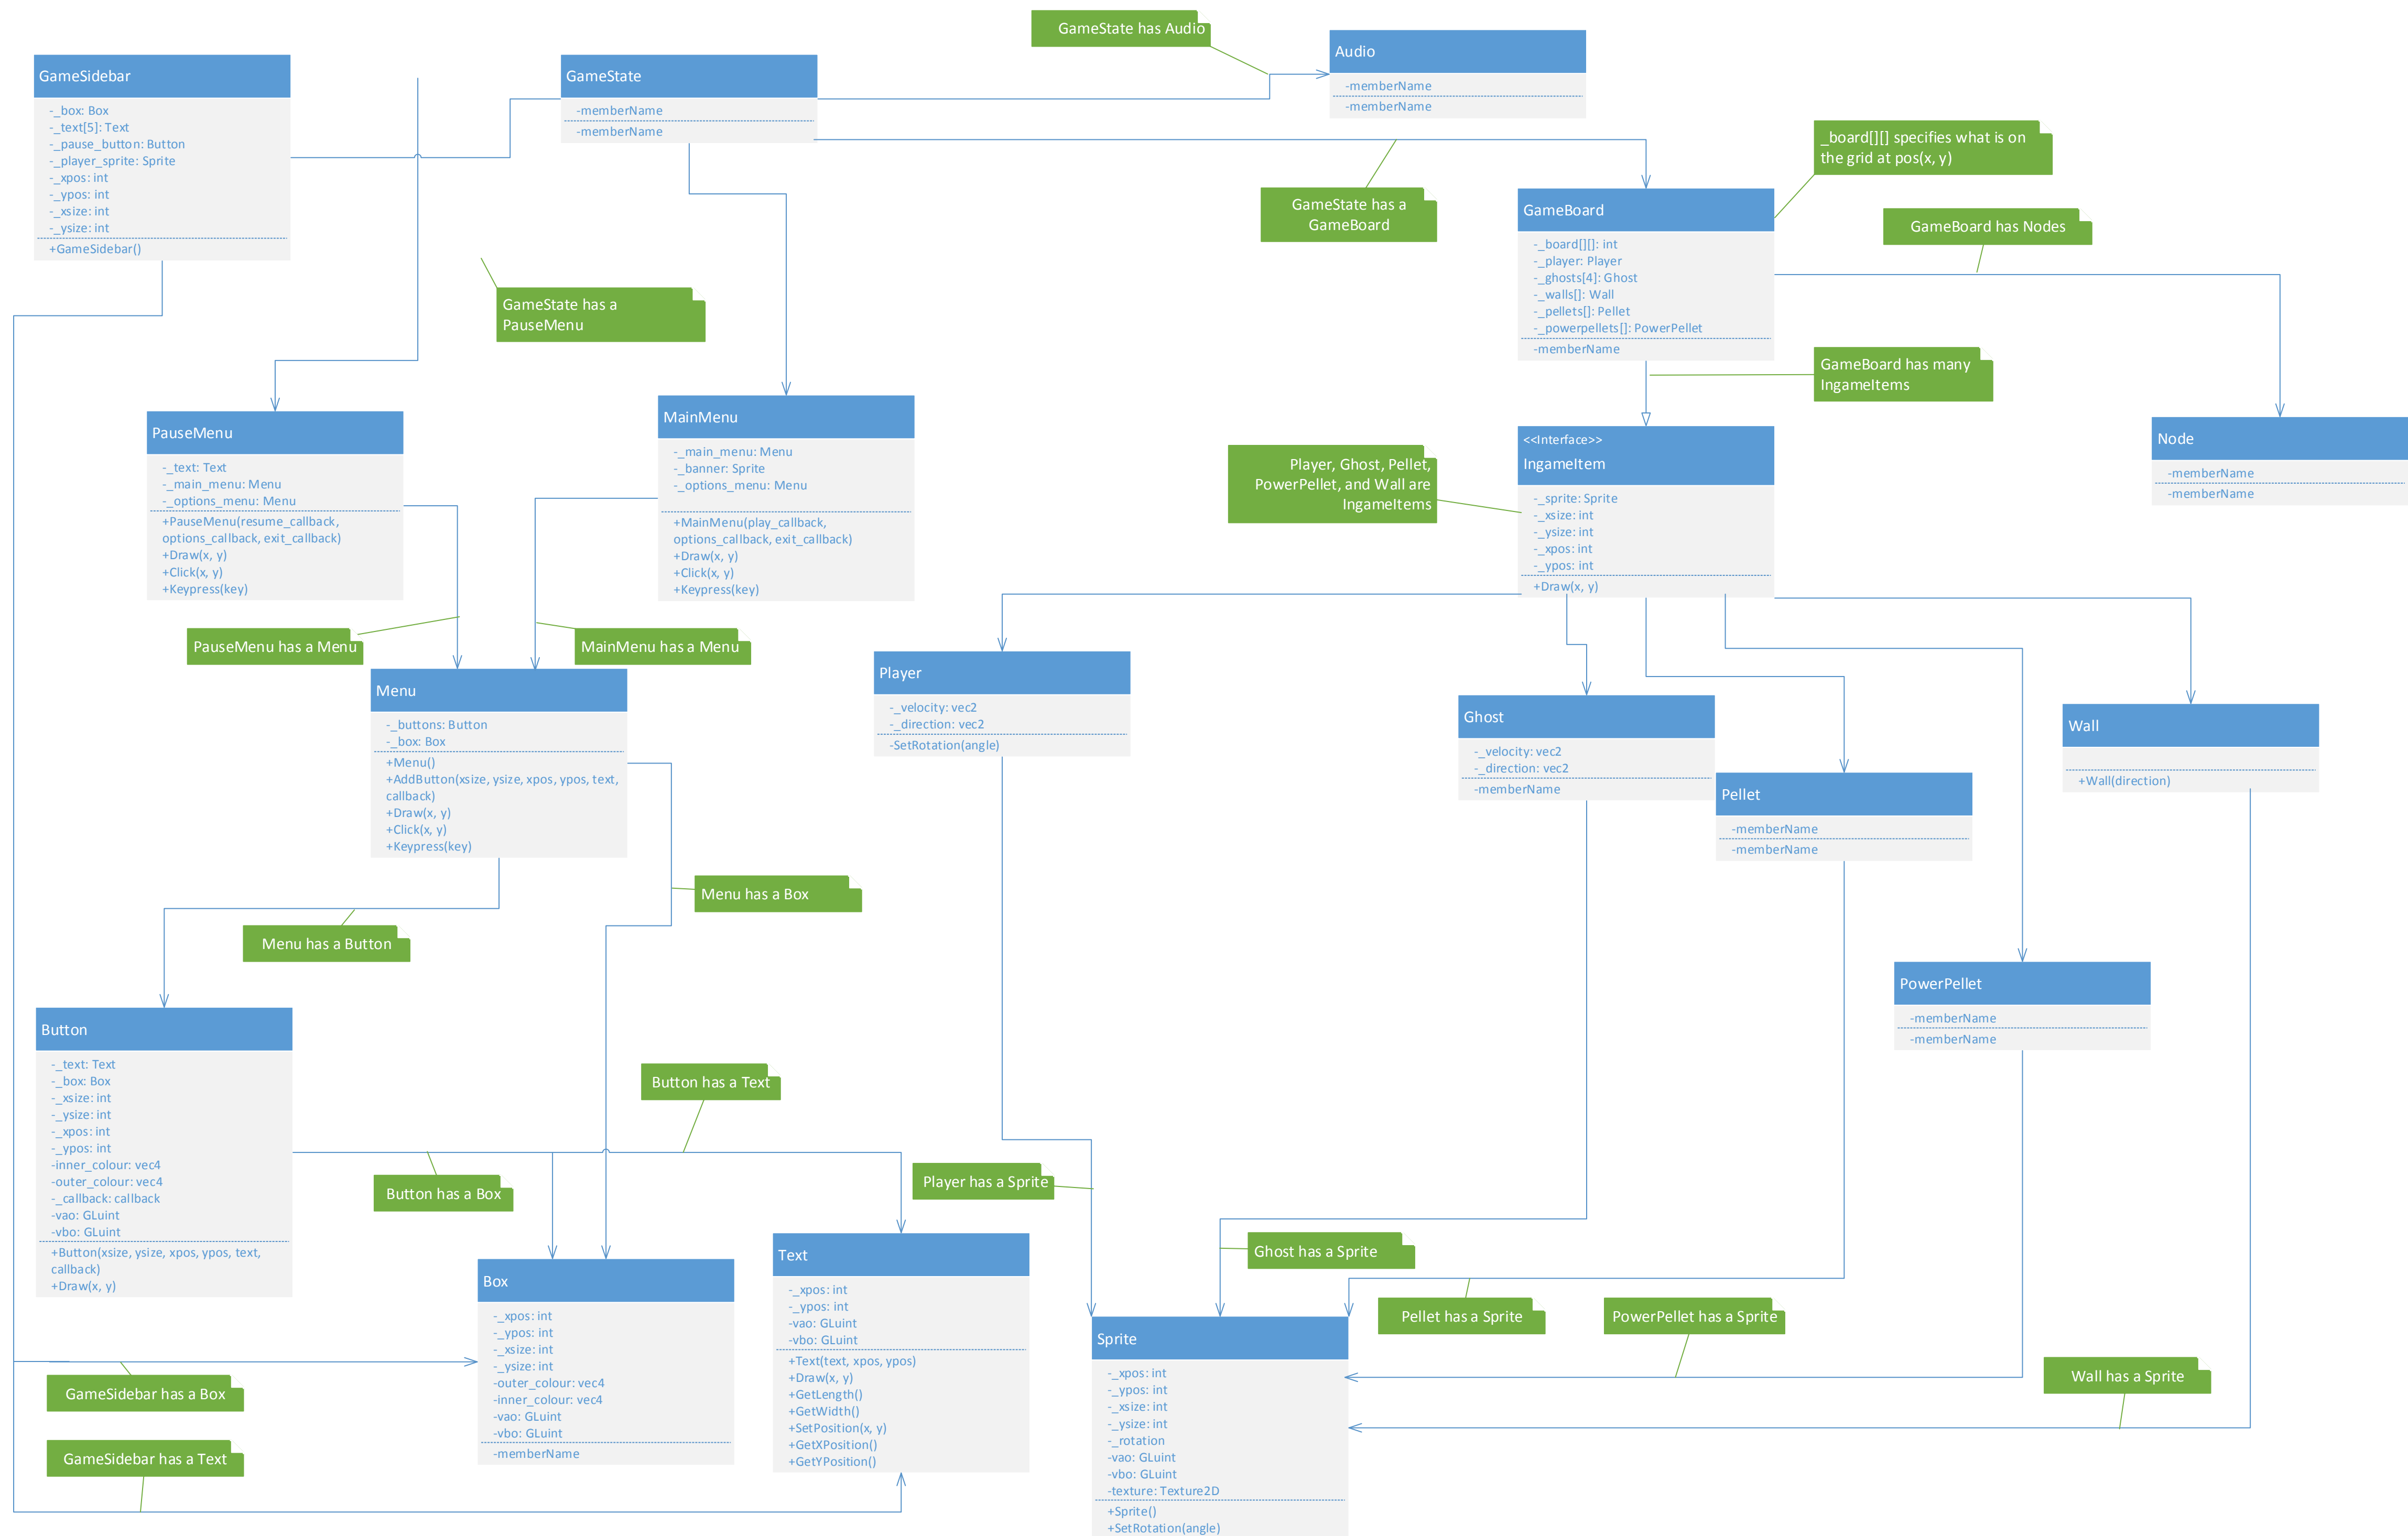 GameState has Audio
Audio
-memberName
-memberName
GameSidebar
-_box: Box
-_text[5]: Text
-_pause_button: Button
-_player_sprite: Sprite
-_xpos: int
-_ypos: int
-_xsize: int
-_ysize: int
+GameSidebar()
GameState
-memberName
-memberName
_board[][] specifies what is on
the grid at pos(x, y)
GameState has a
GameBoard
GameBoard
-_board[][]: int
-_player: Player
-_ghosts[4]: Ghost
-_walls[]: Wall
-_pellets[]: Pellet
-_powerpellets[]: PowerPellet
-memberName
GameBoard has Nodes
GameState has a
PauseMenu
GameBoard has many
IngameItems
PauseMenu
-_text: Text
-_main_menu: Menu
-_options_menu: Menu
+PauseMenu(resume_callback,
options_callback, exit_callback)
+Draw(x, y)
+Click(x, y)
+Keypress(key)
MainMenu
-_main_menu: Menu
-_banner: Sprite
-_options_menu: Menu
+MainMenu(play_callback,
options_callback, exit_callback)
+Draw(x, y)
+Click(x, y)
+Keypress(key)
Player, Ghost, Pellet,
PowerPellet, and Wall are
IngameItems
<<Interface>>
IngameItem
-_sprite: Sprite
-_xsize: int
-_ysize: int
-_xpos: int
-_ypos: int
+Draw(x, y)
Node
-memberName
-memberName
PauseMenu has a Menu
MainMenu has a Menu
Menu
-_buttons: Button
-_box: Box
+Menu()
+AddButton(xsize, ysize, xpos, ypos, text,
callback)
+Draw(x, y)
+Click(x, y)
+Keypress(key)
Player
-_velocity: vec2
-_direction: vec2
-SetRotation(angle)
Ghost
-_velocity: vec2
-_direction: vec2
-memberName
Pellet
-memberName
-memberName
Wall
+Wall(direction)
Menu has a Box
Menu has a Button
PowerPellet
-memberName
-memberName
Button
-_text: Text
-_box: Box
-_xsize: int
-_ysize: int
-_xpos: int
-_ypos: int
-inner_colour: vec4
-outer_colour: vec4
-_callback: callback
-vao: GLuint
-vbo: GLuint
+Button(xsize, ysize, xpos, ypos, text,
callback)
+Draw(x, y)
Button has a Text
Button has a Box
Player has a Sprite
Ghost has a Sprite
Pellet has a Sprite
PowerPellet has a Sprite
Wall has a Sprite
Box
-_xpos: int
-_ypos: int
-_xsize: int
-_ysize: int
-outer_colour: vec4
-inner_colour: vec4
-vao: GLuint
-vbo: GLuint
-memberName
Text
-_xpos: int
-_ypos: int
-vao: GLuint
-vbo: GLuint
+Text(text, xpos, ypos)
+Draw(x, y)
+GetLength()
+GetWidth()
+SetPosition(x, y)
+GetXPosition()
+GetYPosition()
Sprite
-_xpos: int
-_ypos: int
-_xsize: int
-_ysize: int
-_rotation
-vao: GLuint
-vbo: GLuint
-texture: Texture2D
+Sprite()
+SetRotation(angle)
GameSidebar has a Box
GameSidebar has a Text